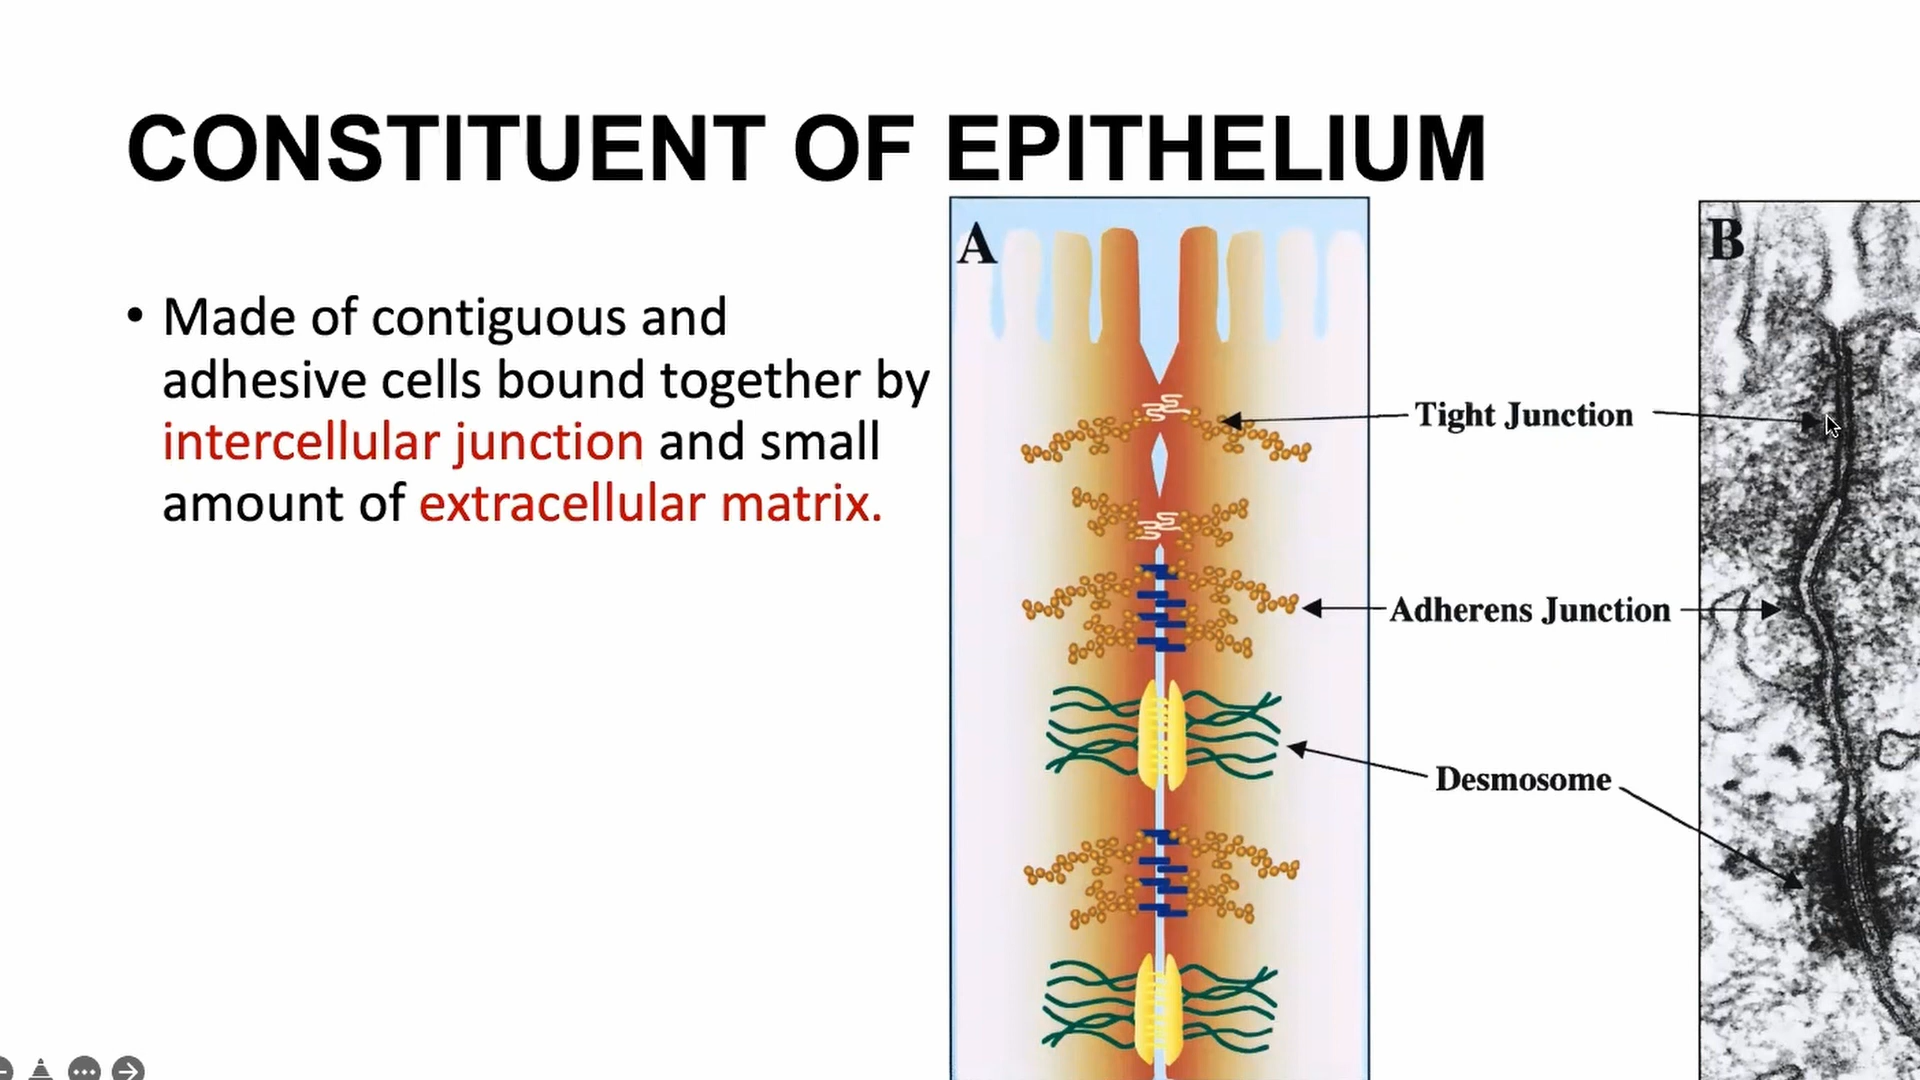 CONSTITUENT OF EPITHELIUM
• Made of contiguous and
adhesive cells bound together by
intercellular junction and small
amount of extracellular matrix.
A
B
Tight Junction
Adherens Junction
Desmosome